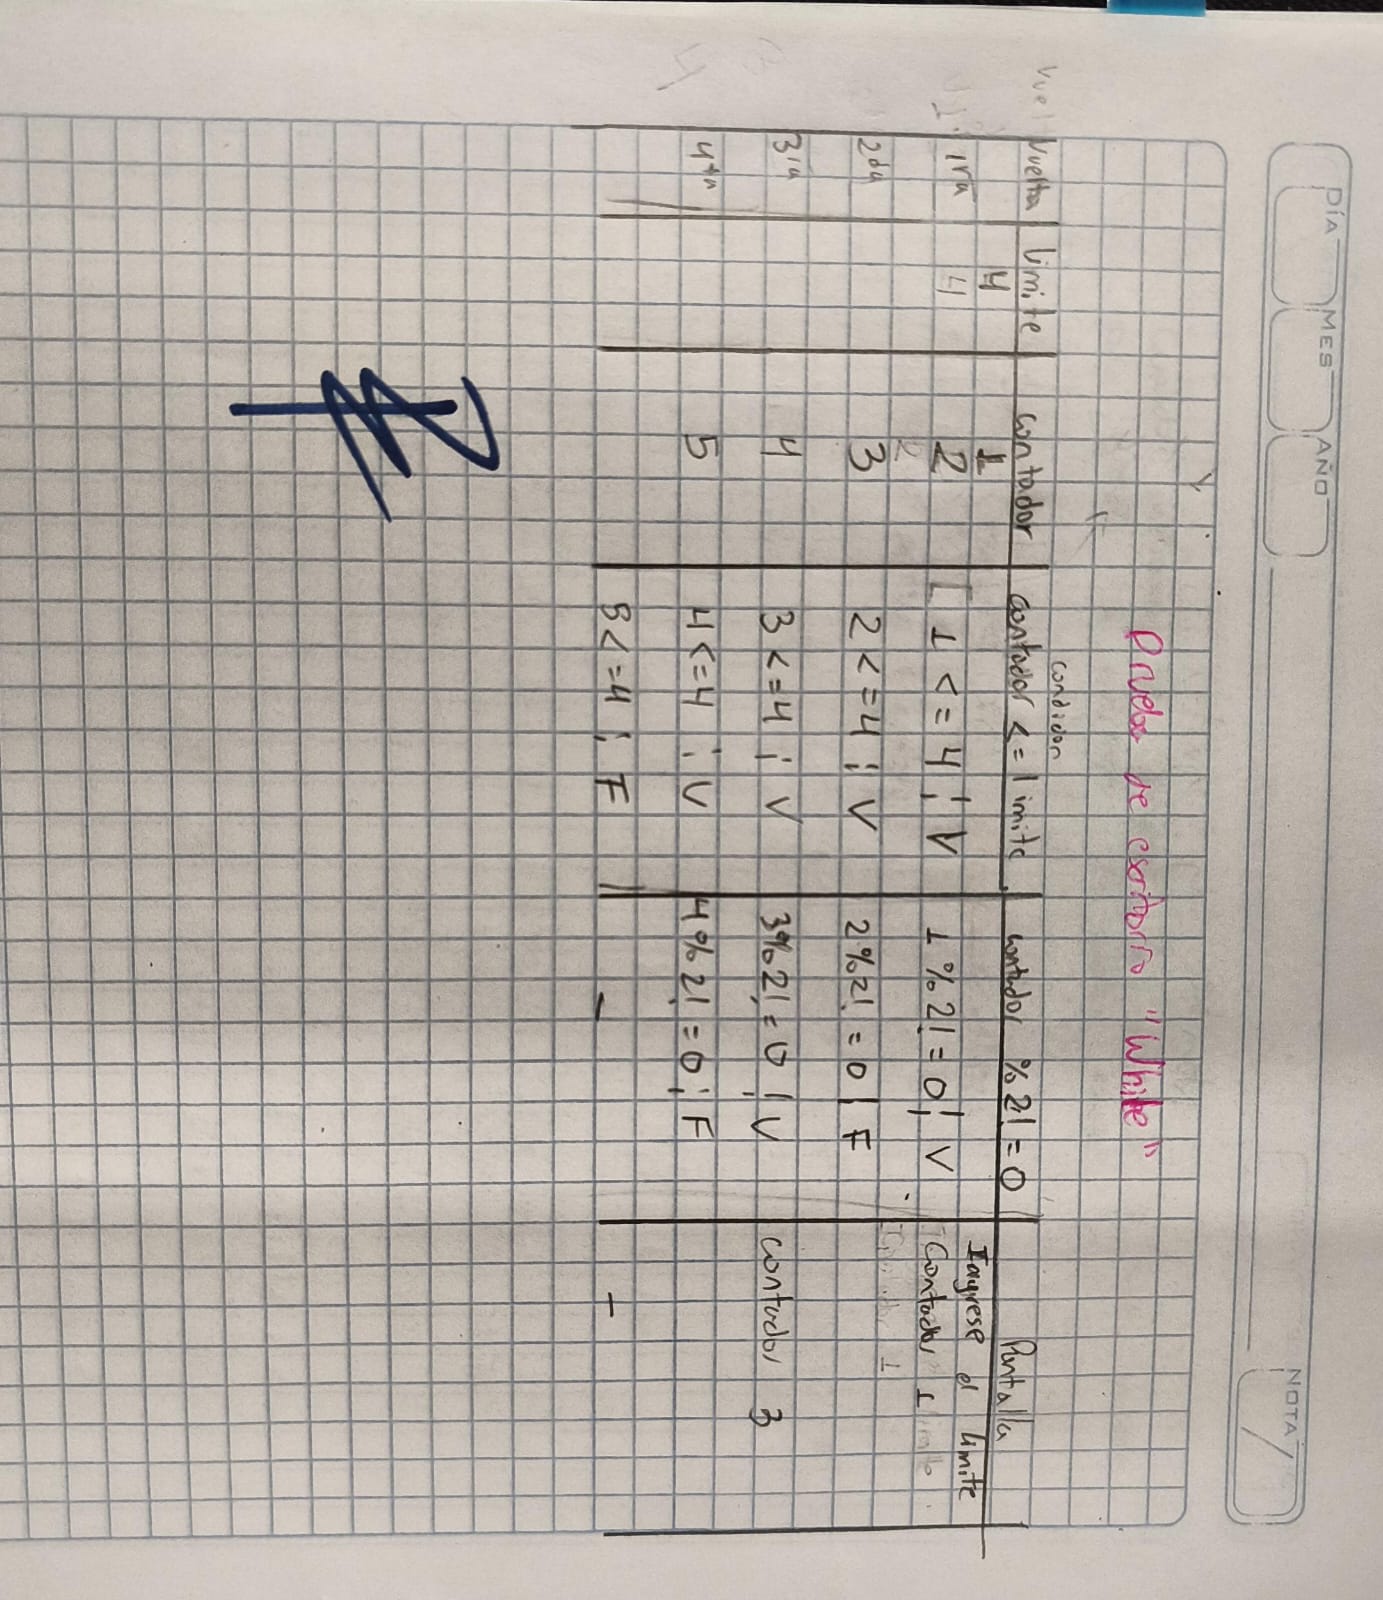 DÍA MES AÑO NOTA
Prueba de escritorio "While"
condicion
Vuelta límite contador contador <= limite contador %2!=0 Pantalla
4 1 Ingrese el limite
1ra 4 2 1<=4 ; V 1%2!=0; V Contador 1
2da 3 2<=4 ; V 2%2!=0 ; F
3ra 4 3<=4 ; V 3%2!=0 ; V contador 3
4ta 5 4<=4 ; V 4%2!=0 ; F
5<=4 ; F - -